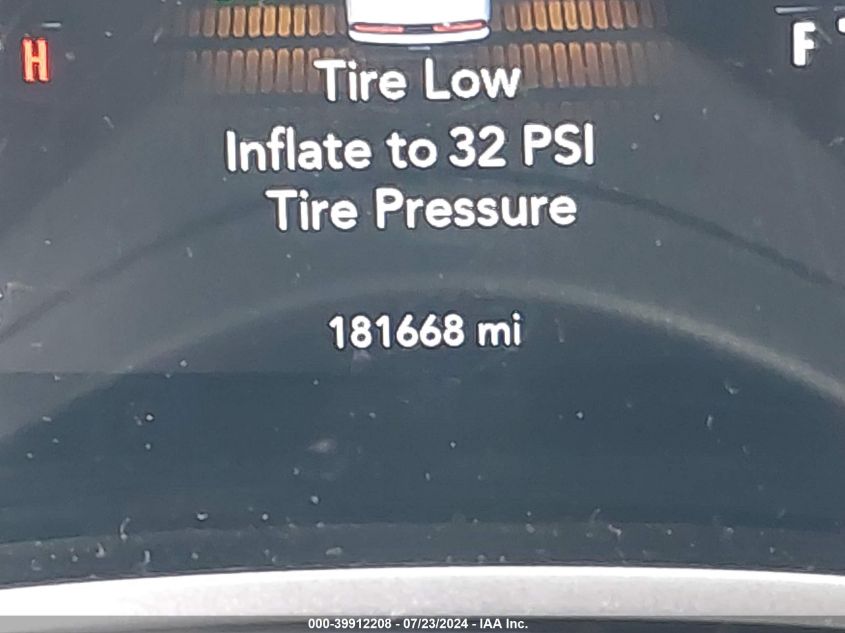 H
F
Tire Low
Inflate to 32 PSI
Tire Pressure
181668 mi
000-39912208 - 07/23/2024 - IAA Inc.